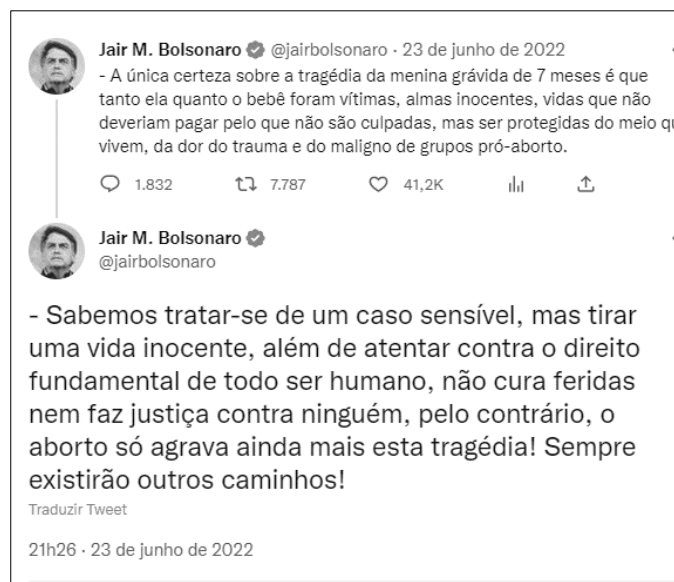 Jair M. Bolsonaro @jairbolsonaro · 23 de junho de 2022
- A única certeza sobre a tragédia da menina grávida de 7 meses é que
tanto ela quanto o bebê foram vítimas, almas inocentes, vidas que não
deveriam pagar pelo que não são culpadas, mas ser protegidas do meio qu
vivem, da dor do trauma e do maligno de grupos pró-aborto.
1.832 7.787 41,2K
Jair M. Bolsonaro
@jairbolsonaro
- Sabemos tratar-se de um caso sensível, mas tirar
uma vida inocente, além de atentar contra o direito
fundamental de todo ser humano, não cura feridas
nem faz justiça contra ninguém, pelo contrário, o
aborto só agrava ainda mais esta tragédia! Sempre
existirão outros caminhos!
Traduzir Tweet
21h26 · 23 de junho de 2022